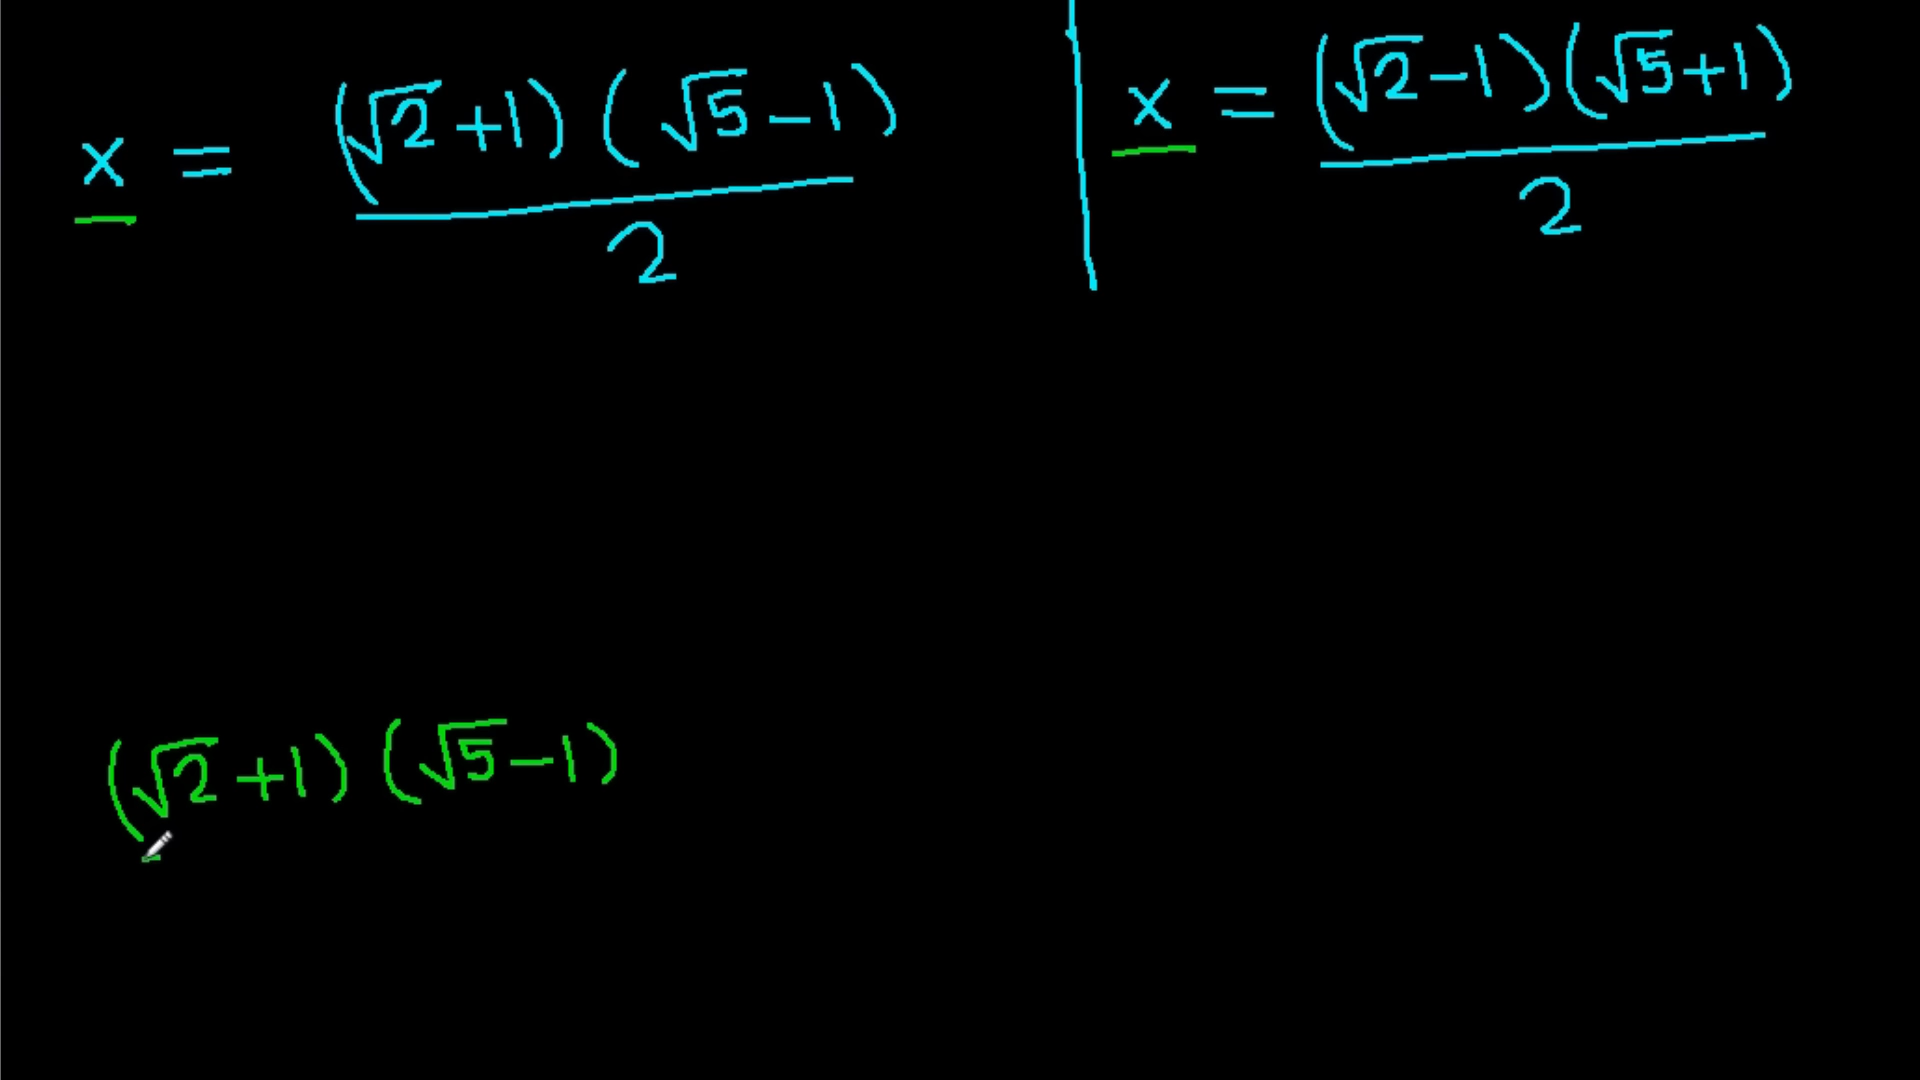 x = (√2+1)(√5-1)/2
x = (√2-1)(√5+1)/2
(√2+1)(√5-1)